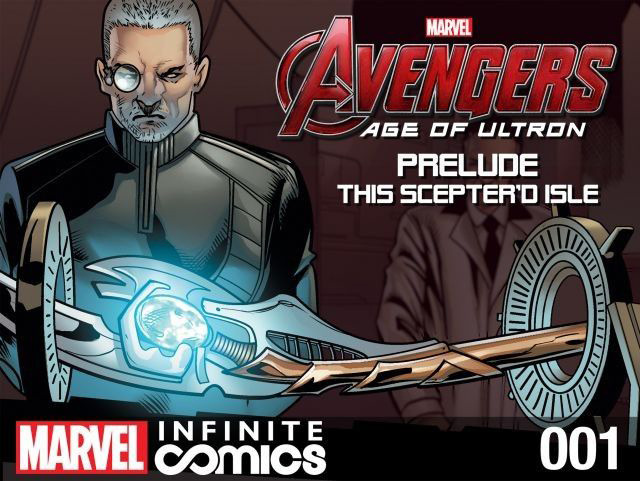 MARVEL
AVENGERS
AGE OF ULTRON
PRELUDE
THIS SCEPTER'D ISLE
MARVEL INFINITE COMICS
001